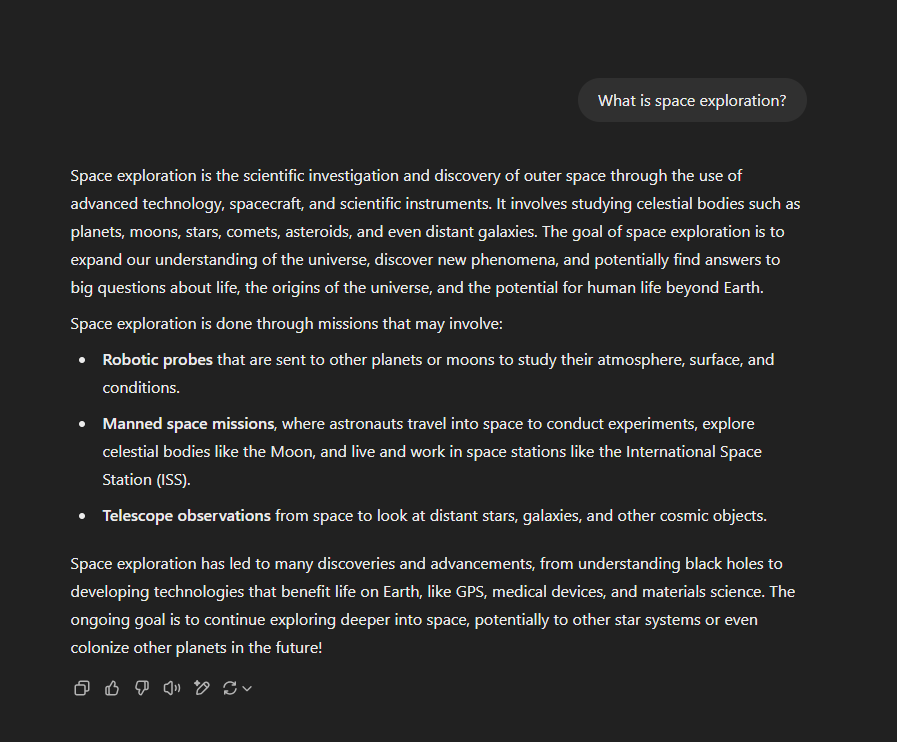 What is space exploration?
Space exploration is the scientific investigation and discovery of outer space through the use of
advanced technology, spacecraft, and scientific instruments. It involves studying celestial bodies such as
planets, moons, stars, comets, asteroids, and even distant galaxies. The goal of space exploration is to
expand our understanding of the universe, discover new phenomena, and potentially find answers to
big questions about life, the origins of the universe, and the potential for human life beyond Earth.
Space exploration is done through missions that may involve:
• Robotic probes that are sent to other planets or moons to study their atmosphere, surface, and
conditions.
• Manned space missions, where astronauts travel into space to conduct experiments, explore
celestial bodies like the Moon, and live and work in space stations like the International Space
Station (ISS).
• Telescope observations from space to look at distant stars, galaxies, and other cosmic objects.
Space exploration has led to many discoveries and advancements, from understanding black holes to
developing technologies that benefit life on Earth, like GPS, medical devices, and materials science. The
ongoing goal is to continue exploring deeper into space, potentially to other star systems or even
colonize other planets in the future!